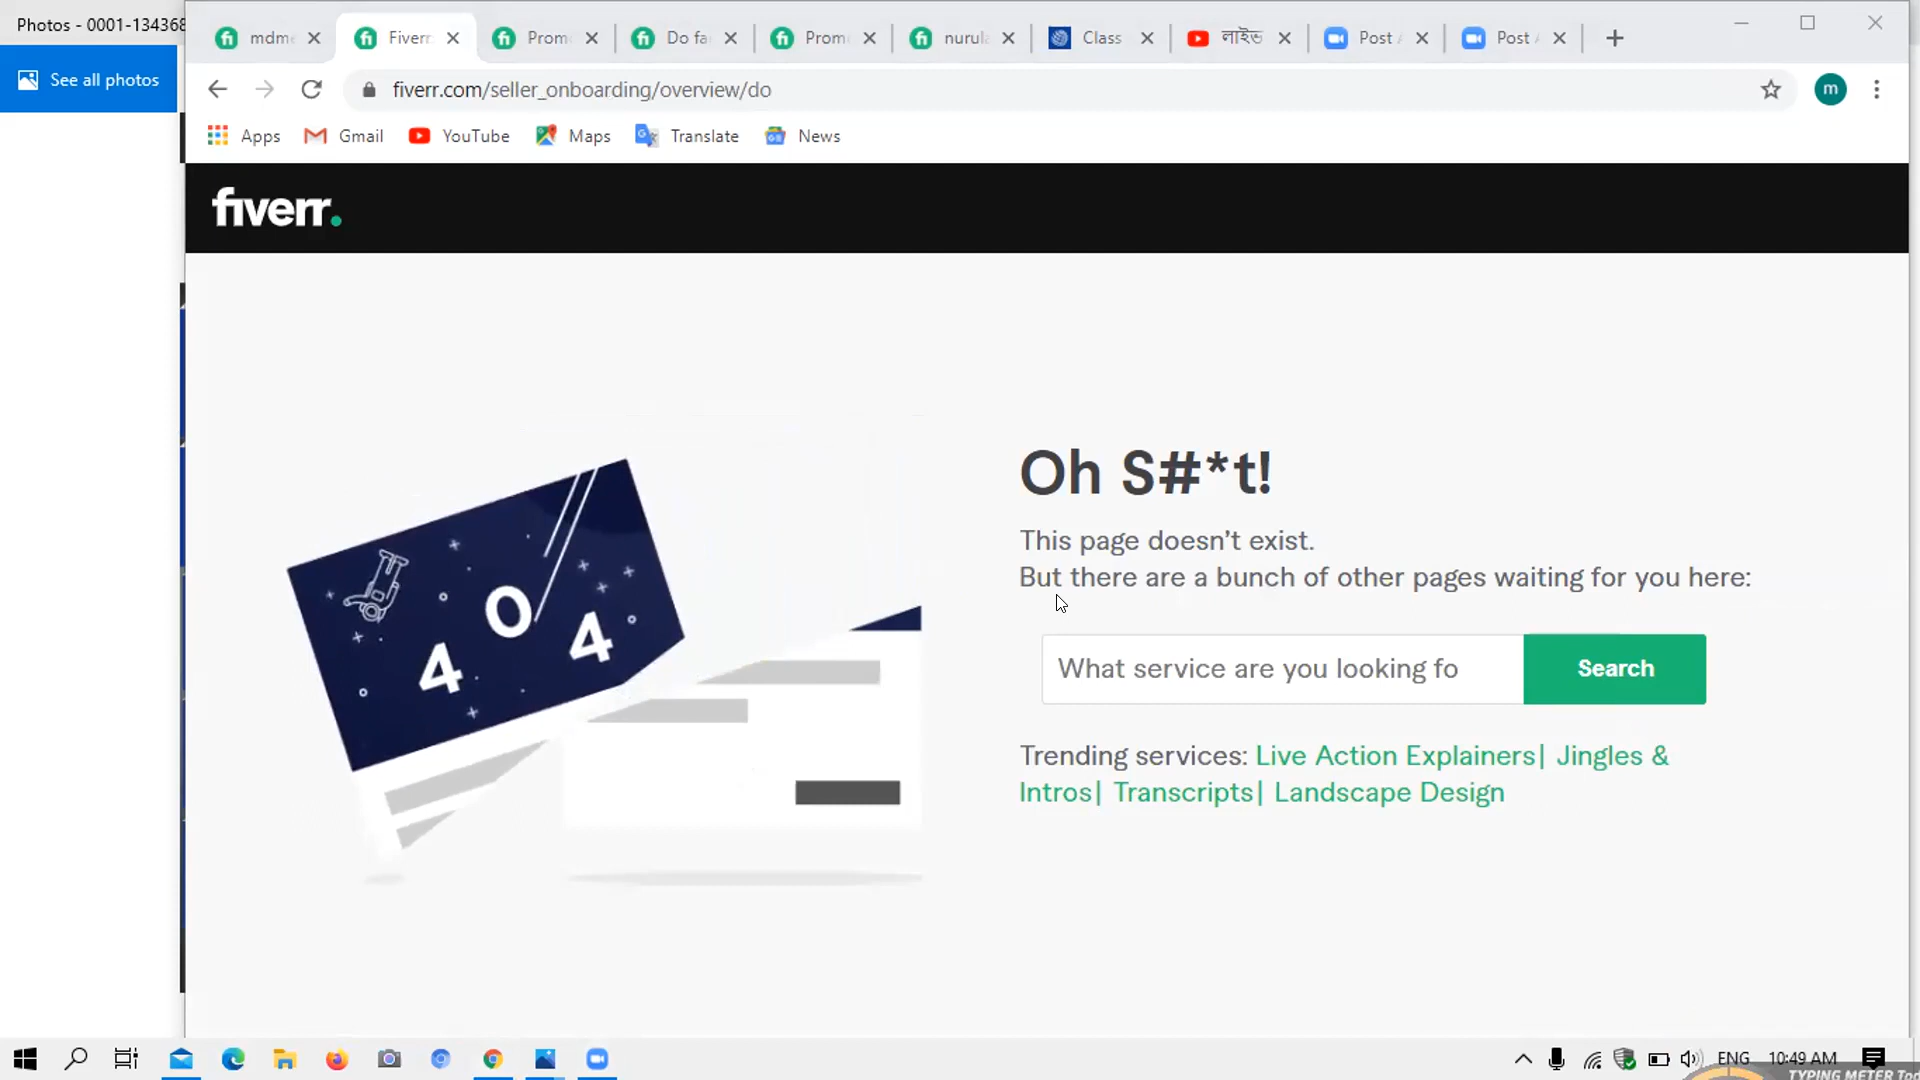 Photos - 0001-134368
mdme
Fiverr
Prom
Do fa
Prom
nurul
Class
লাইভ
Post
Post
fiverr.com/seller_onboarding/overview/do
m
See all photos
Apps
Gmail
YouTube
Maps
Translate
News
fiverr.
Oh S#*t!
This page doesn't exist.
But there are a bunch of other pages waiting for you here:
404
What service are you looking fo
Search
Trending services: Live Action Explainers| Jingles &
Intros| Transcripts| Landscape Design
ENG
10:49 AM
TYPING METER